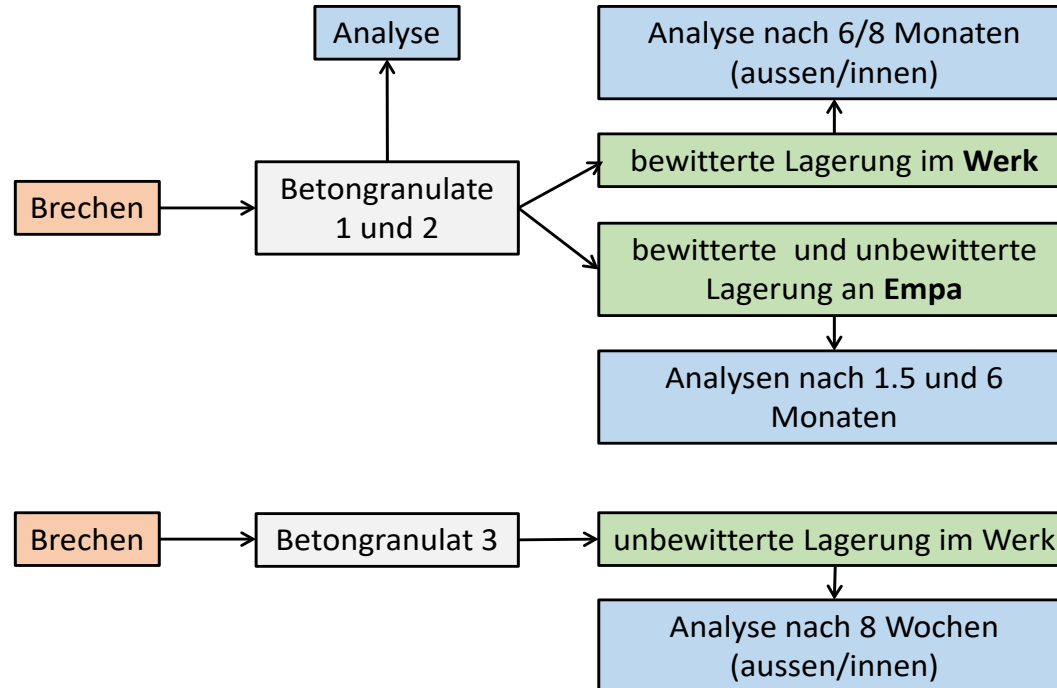 Analyse
Analyse nach 6/8 Monaten
(aussen/innen)
bewitterte Lagerung im Werk
Brechen
Betongranulate
1 und 2
bewitterte  und unbewitterte
Lagerung an Empa
Analysen nach 1.5 und 6
Monaten
Brechen
Betongranulat 3
unbewitterte Lagerung im Werk
Analyse nach 8 Wochen
(aussen/innen)